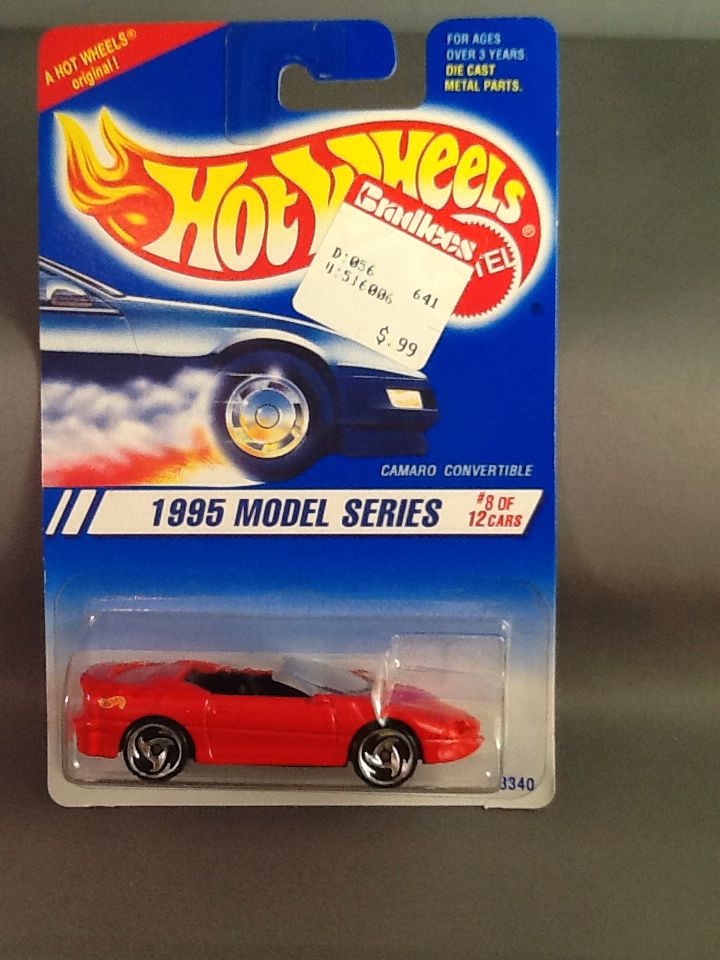 A HOT WHEELS®
original!
FOR AGES
OVER 3 YEARS.
DIE CAST
METAL PARTS.
HOT WHEELS®
Bradlees
D:056
U:516006 641
$.99
TEL
®
CAMARO CONVERTIBLE
1995 MODEL SERIES
#8 OF
12 CARS
3340